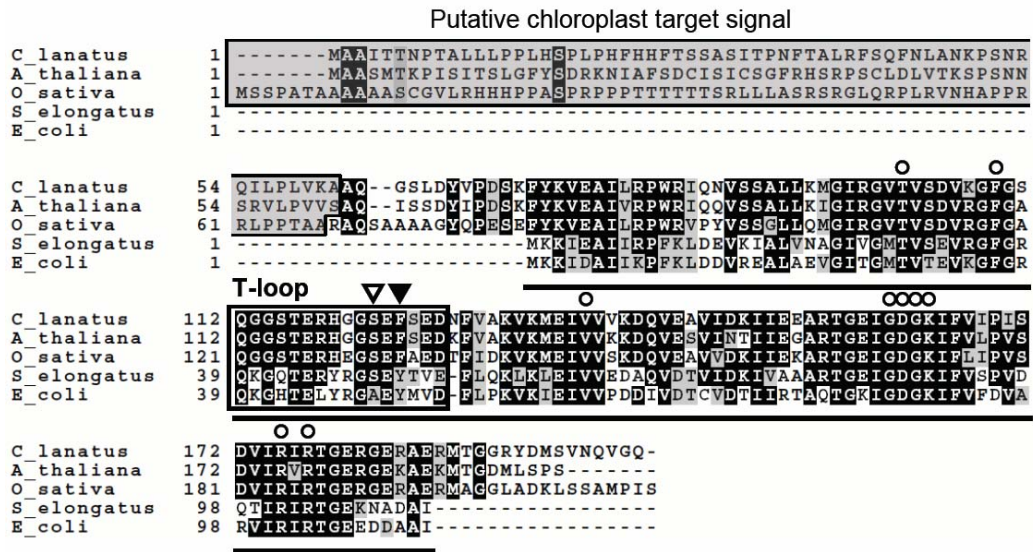 Putative chloroplast target signal
C_lanatus 1 -------MAAITTNPTALLLPPLHSPLPHFHHFTSSASITPNFTALRFSQFNLANKPSNR
A_thaliana 1 -------MAASMTKPISITSLGFYSDRKNIAFSDCISICSGFRHSRPSCLDLVTKSPSNN
O_sativa 1 MSSPATAAAAAAASCGVLRHHHPPASPRPPPTTTTTTSRLLLASRSRGLQRPLRVNHAPPR
S_elongatus 1 ------------------------------------------------------------
E_coli 1 ------------------------------------------------------------
C_lanatus 54 QILPLVKAAQ--GSLDYVPDSKFYKVEAILRPWRIQNVSSALLKMGIRGVTVSDVKGFGS
A_thaliana 54 SRVLPVVSAQ--ISSDYIPDSKFYKVEAIVRPWRIQQVSSALLKIGIRGVTVSDVRGFGA
O_sativa 61 RLPPTAARAQSAAAAGYQPESEFYKVEAILRPWRVPYVSSGLLQMGIRGVTVSDVRGFGA
S_elongatus 1 ----------------------MKKIEAIIRPFKLDEVKIALVNAGIVGMTVSEVRGFGR
E_coli 1 ----------------------MKKIDAIIKPFKLDDVREALAEVGITGMTVTEVKGFGR
T-loop
C_lanatus 112 QGGSTERHGGSEFSEDNFVAKVKMEIVVVKDQVEAVIDKIIEEARTGEIGDGKIFVIPIS
A_thaliana 112 QGGSTERHGGSEFSEDKFVAKVKMEIVVKKDQVESVINTIIEGARTGEIGDGKIFVLPVS
O_sativa 121 QGGSTERHEGSEFAEDTFIDKVKMEIVVSKDQVEAVVDKIIEKARTGEIGDGKIFLIPVS
S_elongatus 39 QKGQTERYRGSEYTVE-FLQKLKLEIVVEDAQVDTVIDKIVAAARTGEIGDGKIFVSPVD
E_coli 39 QKGHTELYRGAEYMVD-FLPKVKIEIVVPDDIVDTCVDTIIRTAQTGKIGDGKIFVFDVA
C_lanatus 172 DVIRIRTGERGERAERMTGGRYDMSVNQVGQ-
A_thaliana 172 DVIRVRTGERGEKAEKMTGDMLSPS-------
O_sativa 181 DVIRIRTGERGERAERMAGGLADKLSSAMPIS
S_elongatus 98 QTIRIRTGEKNADAI-----------------
E_coli 98 RVIRIRTGEEDDAAI-----------------